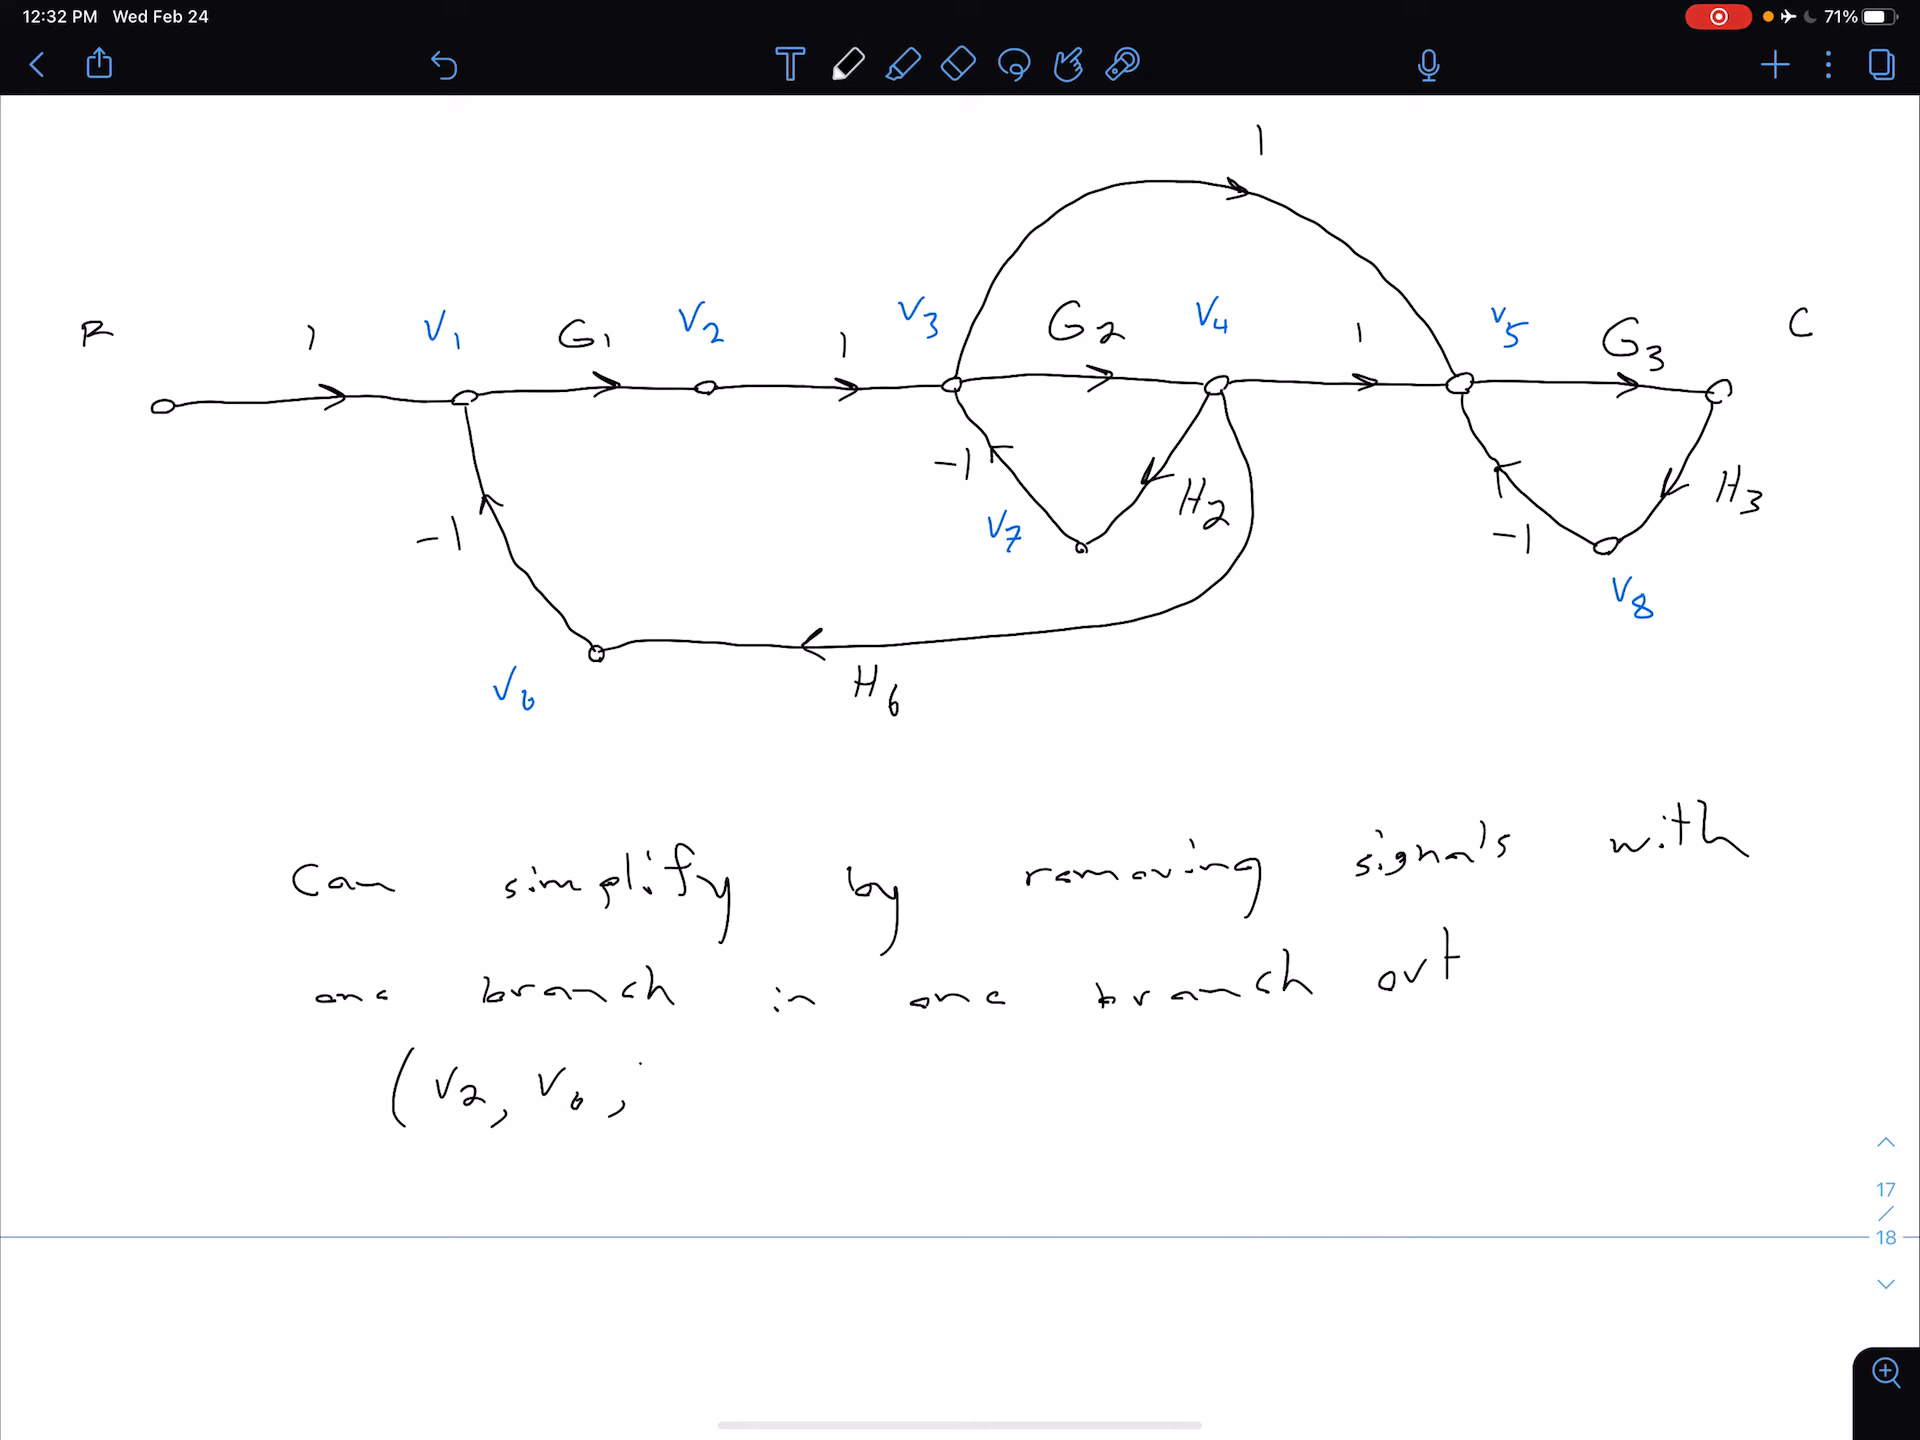 12:32 PM Wed Feb 24
71%
1
R 1 V1 G1 V2 1 V3 G2 V4 1 V5 G3 C
-1 H2 H3
-1 V7 -1
V8
V6 H6
Can simplify by removing signals with
one branch in one branch out
(V2, V6,
17
/
18